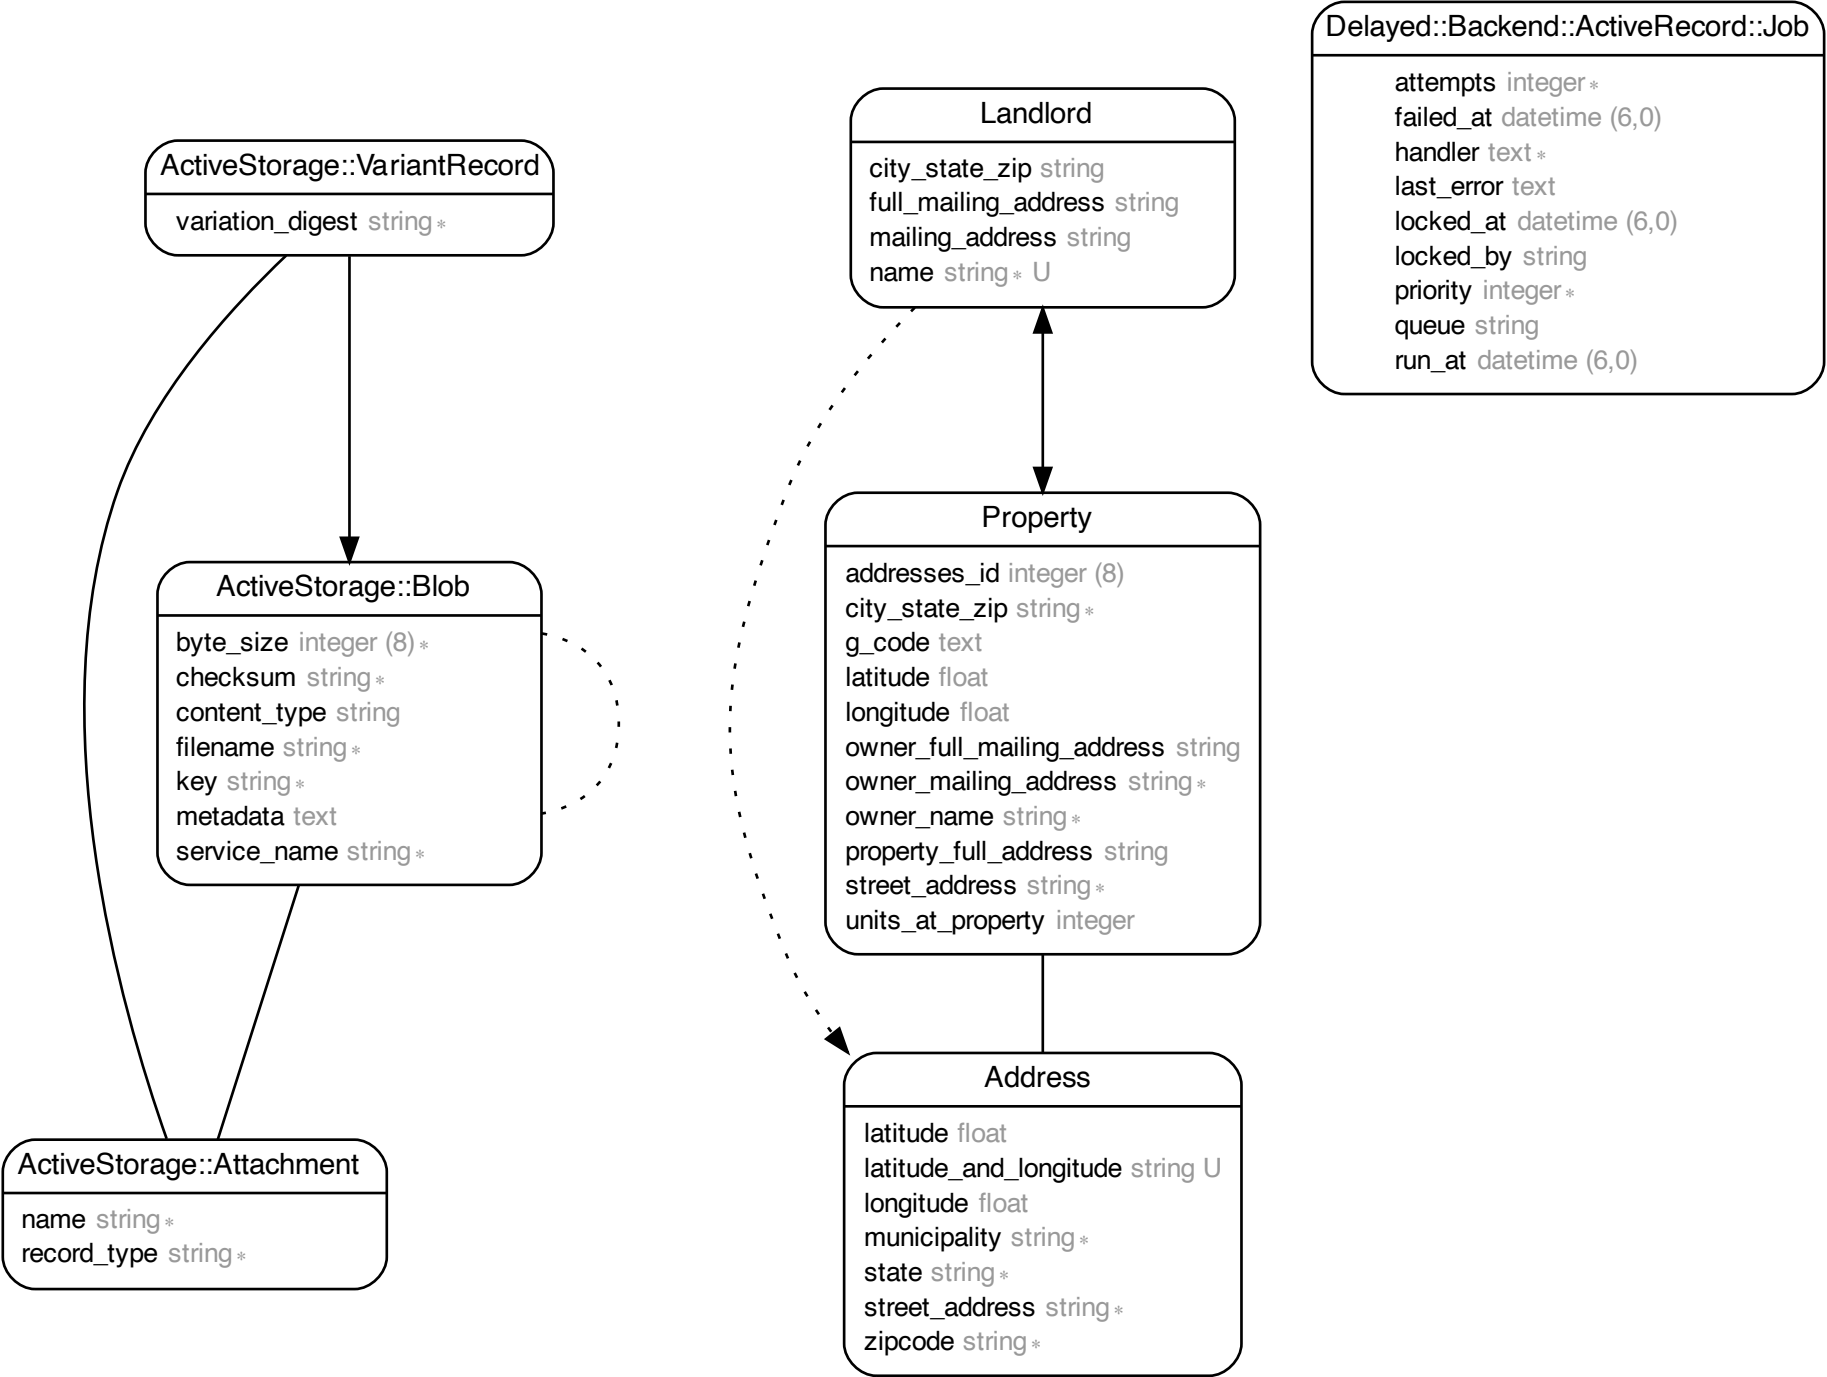 ActiveStorage::VariantRecord
variation_digest string *
ActiveStorage::Blob
byte_size integer (8) *
checksum string *
content_type string
filename string *
key string *
metadata text
service_name string *
ActiveStorage::Attachment
name string *
record_type string *
Landlord
city_state_zip string
full_mailing_address string
mailing_address string
name string * U
Property
addresses_id integer (8)
city_state_zip string *
g_code text
latitude float
longitude float
owner_full_mailing_address string
owner_mailing_address string *
owner_name string *
property_full_address string
street_address string *
units_at_property integer
Address
latitude float
latitude_and_longitude string U
longitude float
municipality string *
state string *
street_address string *
zipcode string *
Delayed::Backend::ActiveRecord::Job
attempts integer *
failed_at datetime (6,0)
handler text *
last_error text
locked_at datetime (6,0)
locked_by string
priority integer *
queue string
run_at datetime (6,0)